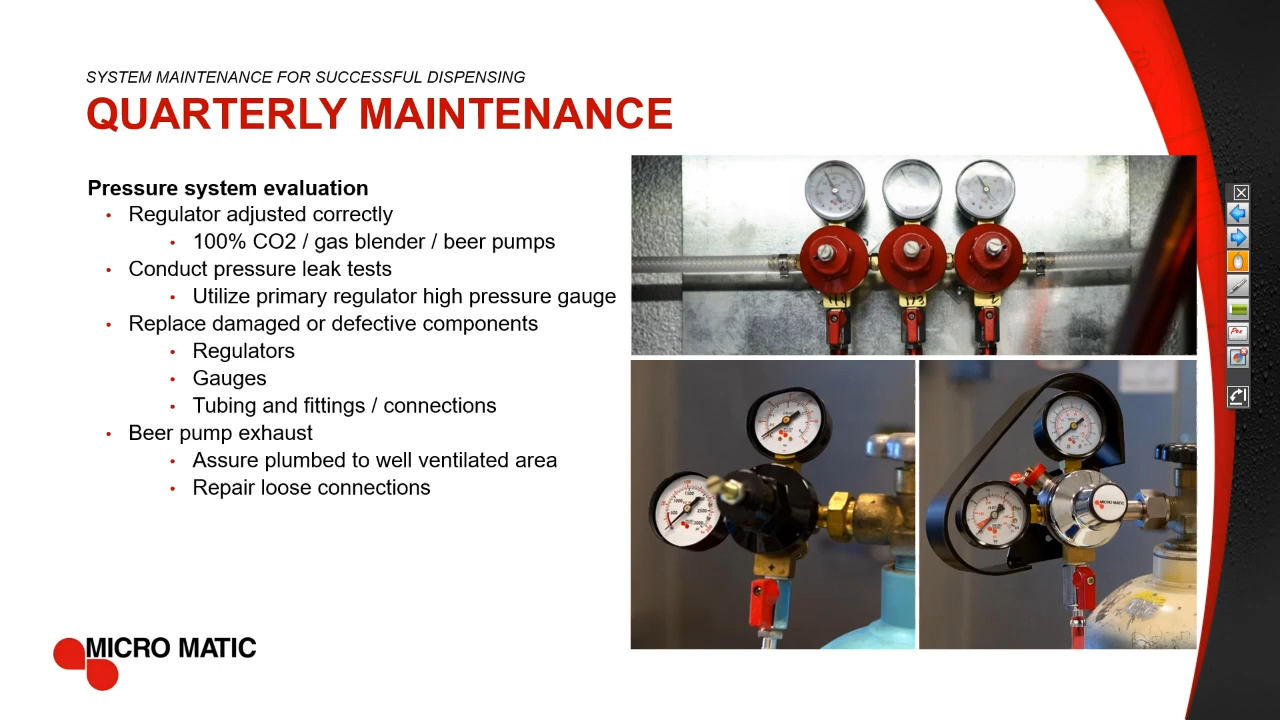 SYSTEM MAINTENANCE FOR SUCCESSFUL DISPENSING
QUARTERLY MAINTENANCE
Pressure system evaluation
• Regulator adjusted correctly
• 100% CO2 / gas blender / beer pumps
• Conduct pressure leak tests
• Utilize primary regulator high pressure gauge
• Replace damaged or defective components
• Regulators
• Gauges
• Tubing and fittings / connections
• Beer pump exhaust
• Assure plumbed to well ventilated area
• Repair loose connections
MICRO MATIC
MICRO MATIC